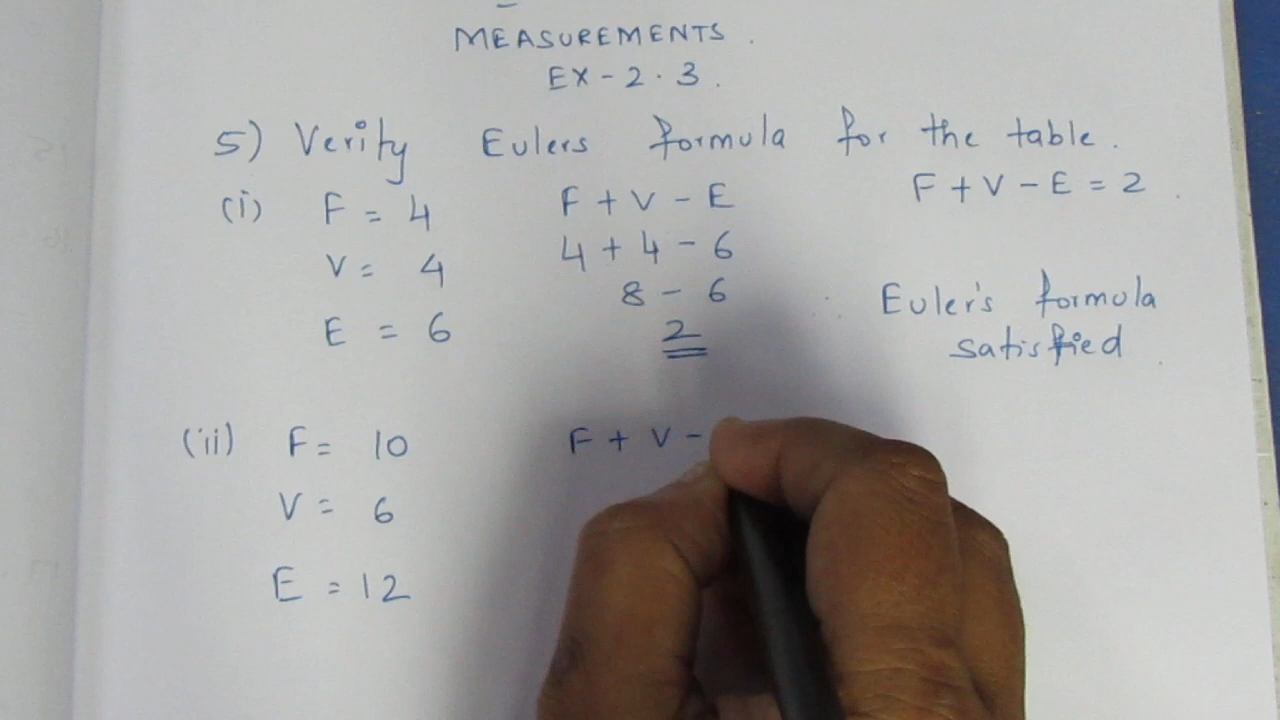 MEASUREMENTS.
EX-2.3.
5) Verify Eulers formula for the table.
F+V-E=2
(i) F = 4 F+V-E
V = 4 4+4-6
E = 6 8-6
2
Euler's formula
satisfied
(ii) F = 10 F+V-
V = 6
E = 12